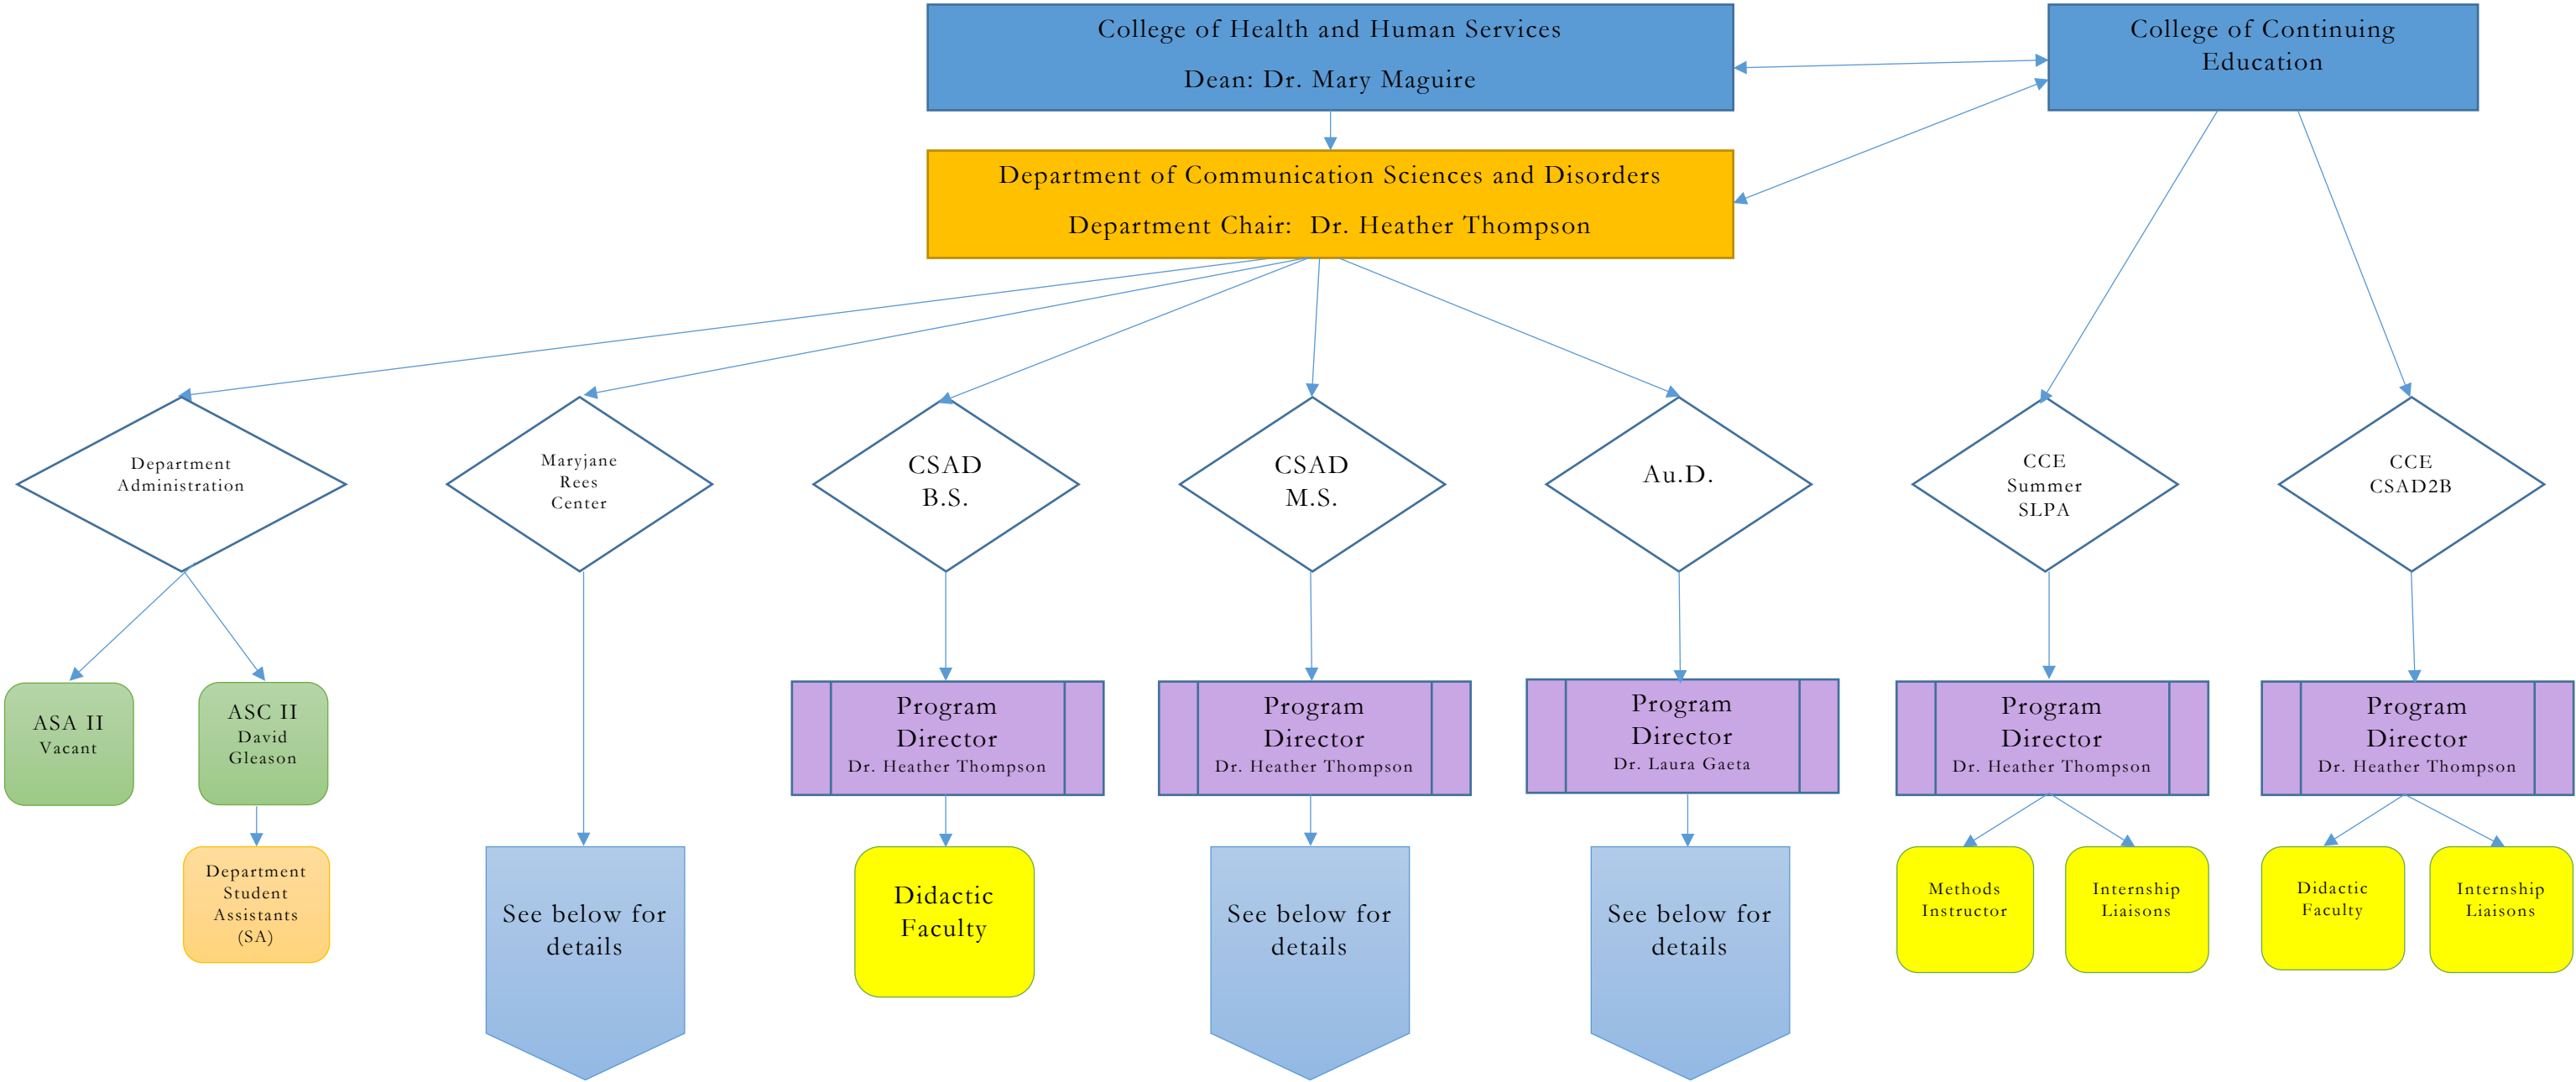 College of Health and Human Services
Dean: Dr. Mary Maguire
College of Continuing
Education
Department of Communication Sciences and Disorders
Department Chair:  Dr. Heather Thompson
Department
Administration
Maryjane
Rees
Center
CSAD
B.S.
CSAD
M.S.
Au.D.
CCE
Summer
SLPA
CCE
CSAD2B
ASA II
Vacant
ASC II
David
Gleason
Program
Director
Dr. Heather Thompson
Program
Director
Dr. Heather Thompson
Program
Director
Dr. Laura Gaeta
Program
Director
Dr. Heather Thompson
Program
Director
Dr. Heather Thompson
Department
Student
Assistants
(SA)
See below for
details
Didactic
Faculty
See below for
details
See below for
details
Methods
Instructor
Internship
Liaisons
Didactic
Faculty
Internship
Liaisons